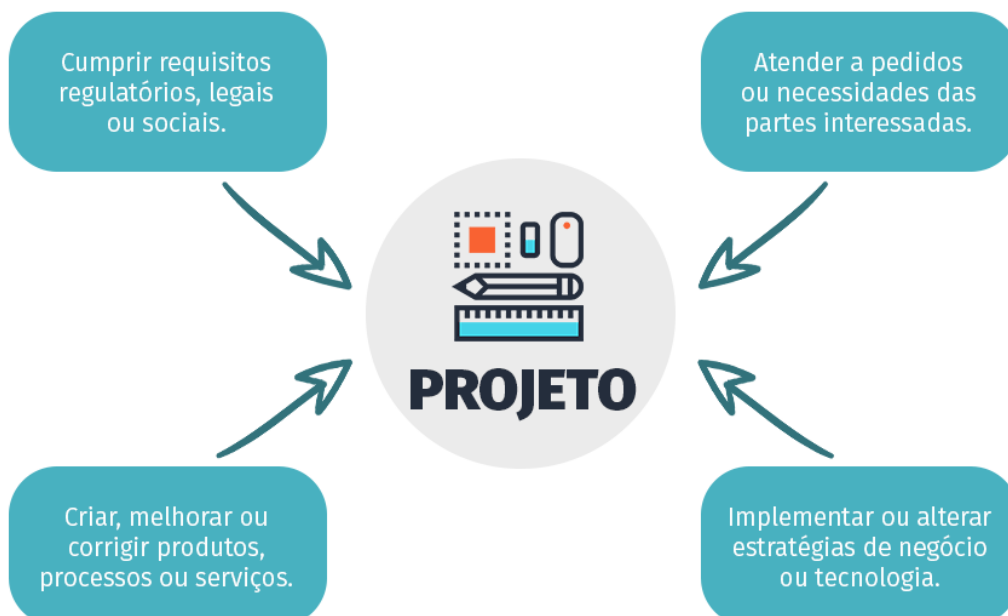 Cumprir requisitos
regulatórios, legais
ou sociais.
Atender a pedidos
ou necessidades das
partes interessadas.
PROJETO
Criar, melhorar ou
corrigir produtos,
processos ou serviços.
Implementar ou alterar
estratégias de negócio
ou tecnologia.